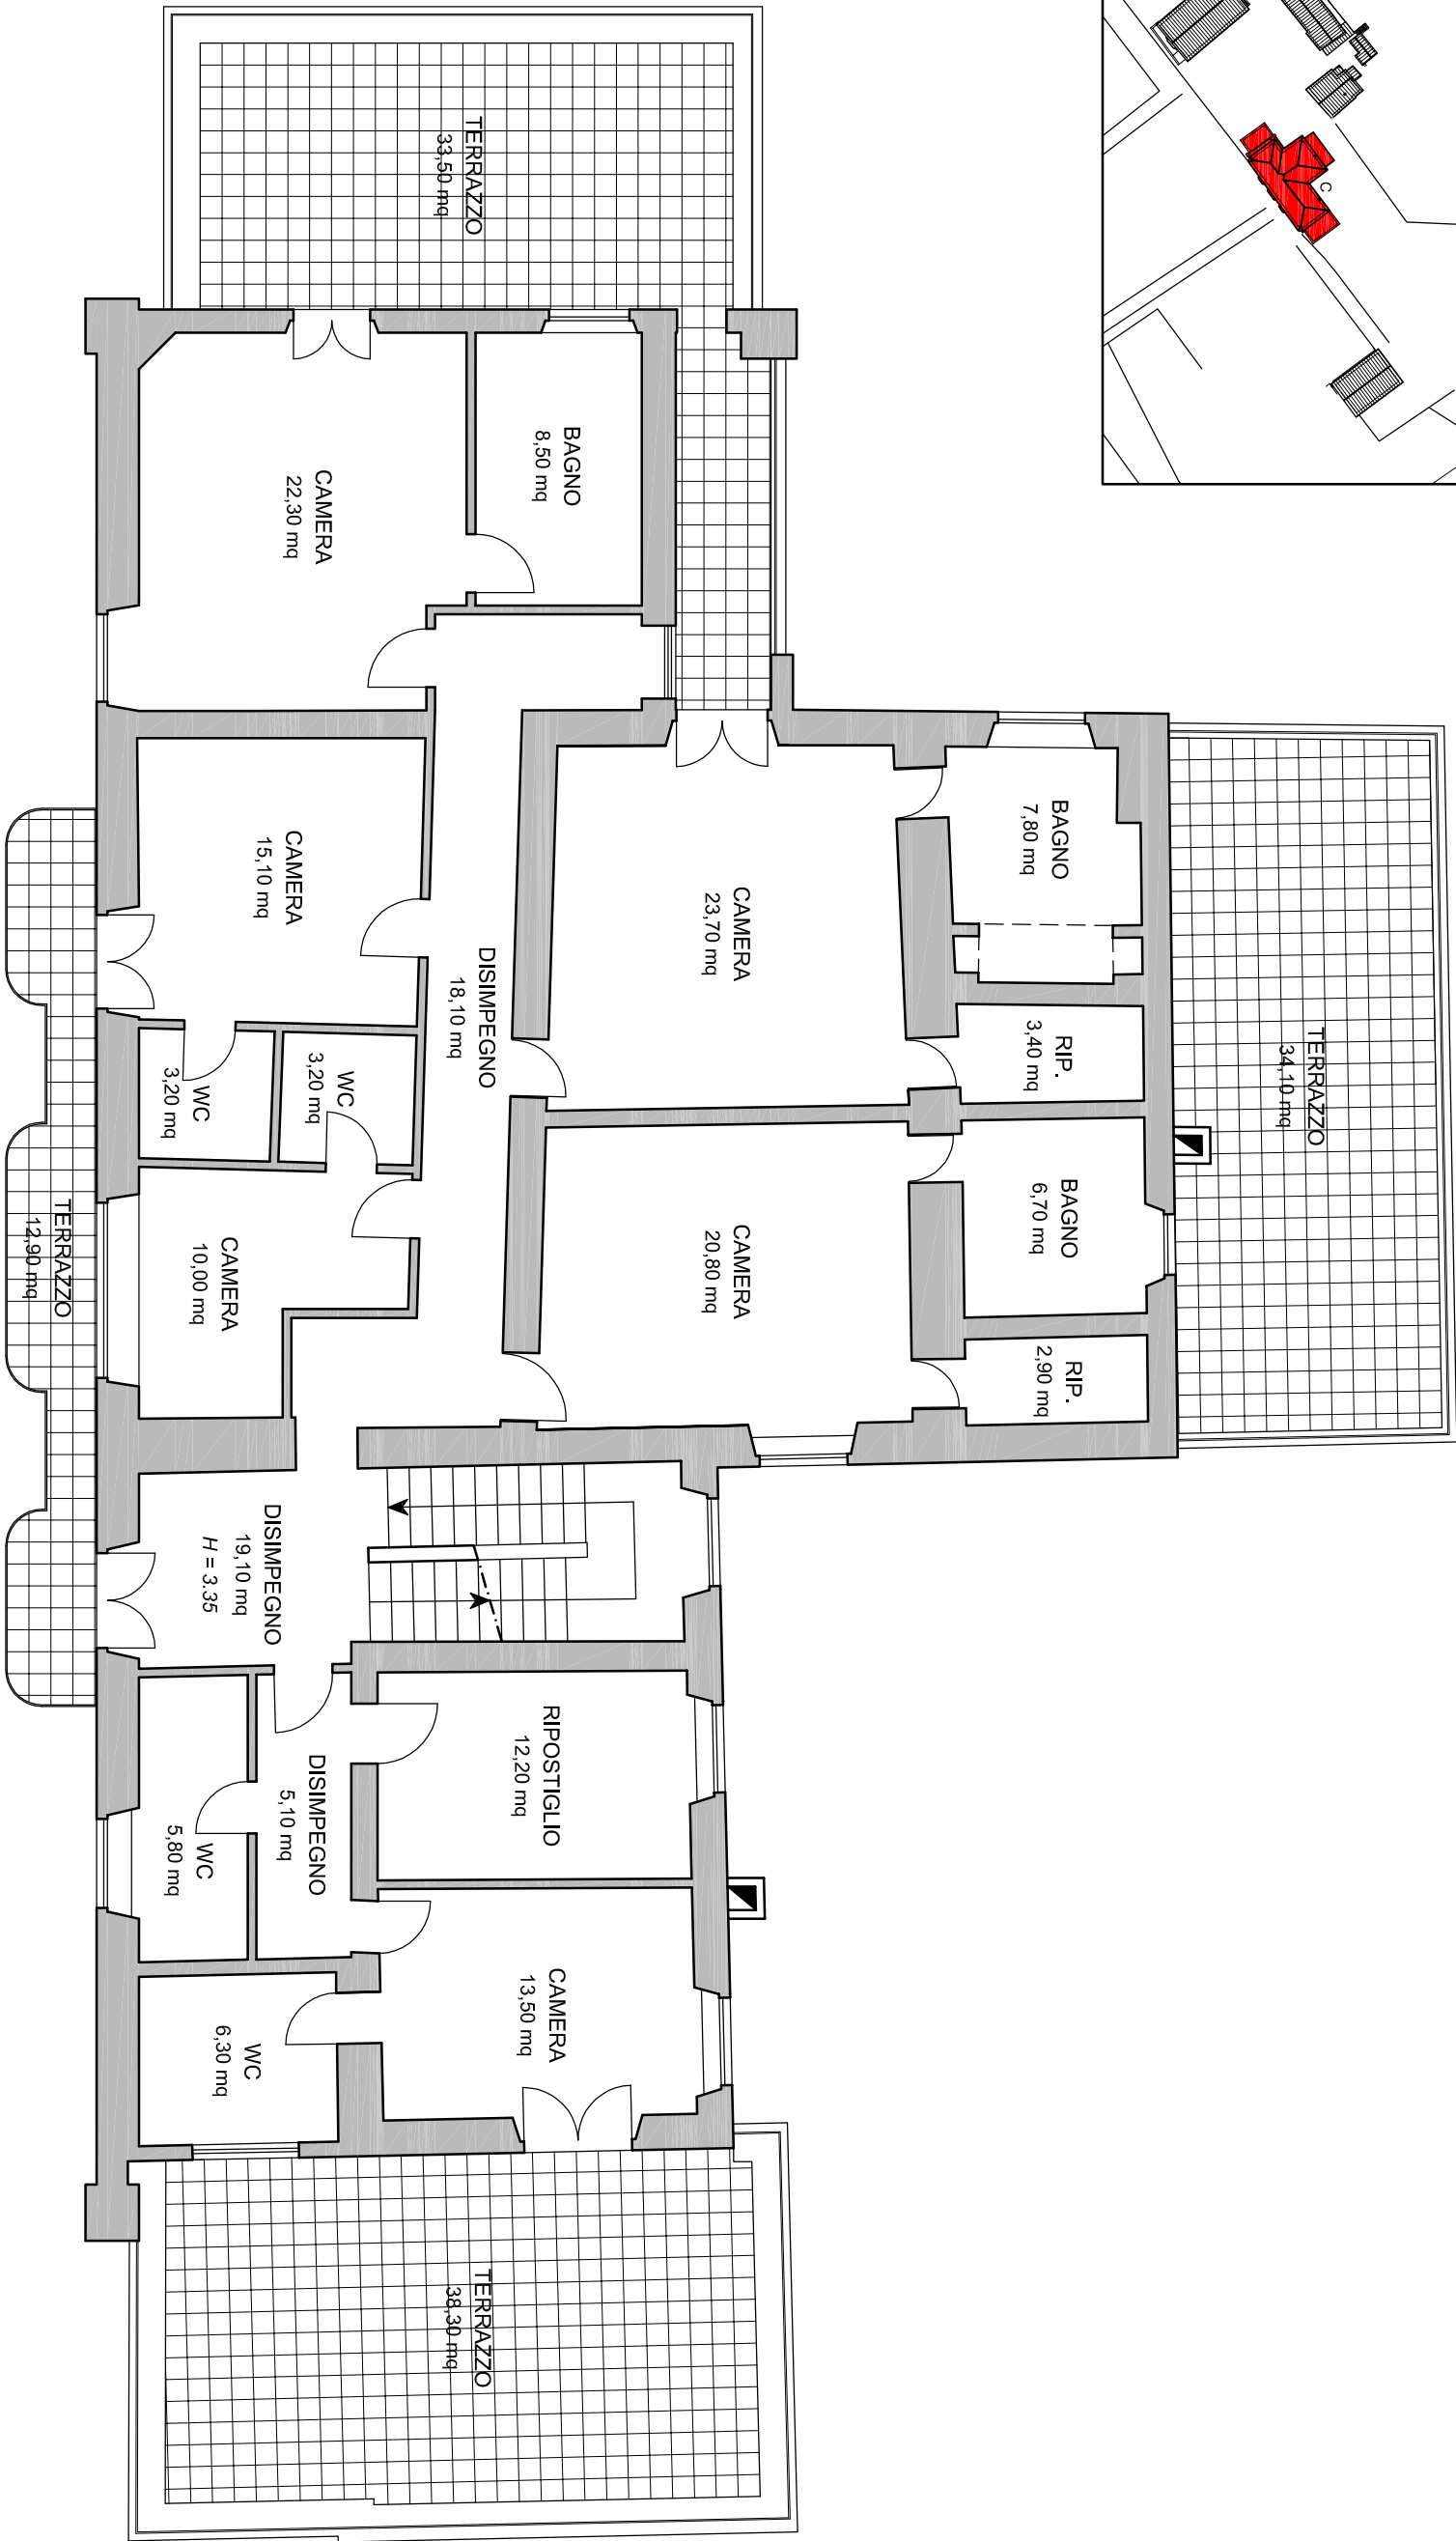 C
TERRAZZO
33,50 mq
BAGNO
8,50 mq
CAMERA
22,30 mq
BAGNO
7,80 mq
CAMERA
23,70 mq
CAMERA
15,10 mq
DISIMPEGNO
18,10 mq
RIP.
3,40 mq
TERRAZZO
34,10 mq
WC
3,20 mq
WC
3,20 mq
BAGNO
6,70 mq
CAMERA
20,80 mq
CAMERA
10,00 mq
TERRAZZO
12,90 mq
RIP.
2,90 mq
DISIMPEGNO
19,10 mq
H = 3.35
RIPOSTIGLIO
12,20 mq
DISIMPEGNO
5,10 mq
WC
5,80 mq
CAMERA
13,50 mq
WC
6,30 mq
TERRAZZO
38,30 mq